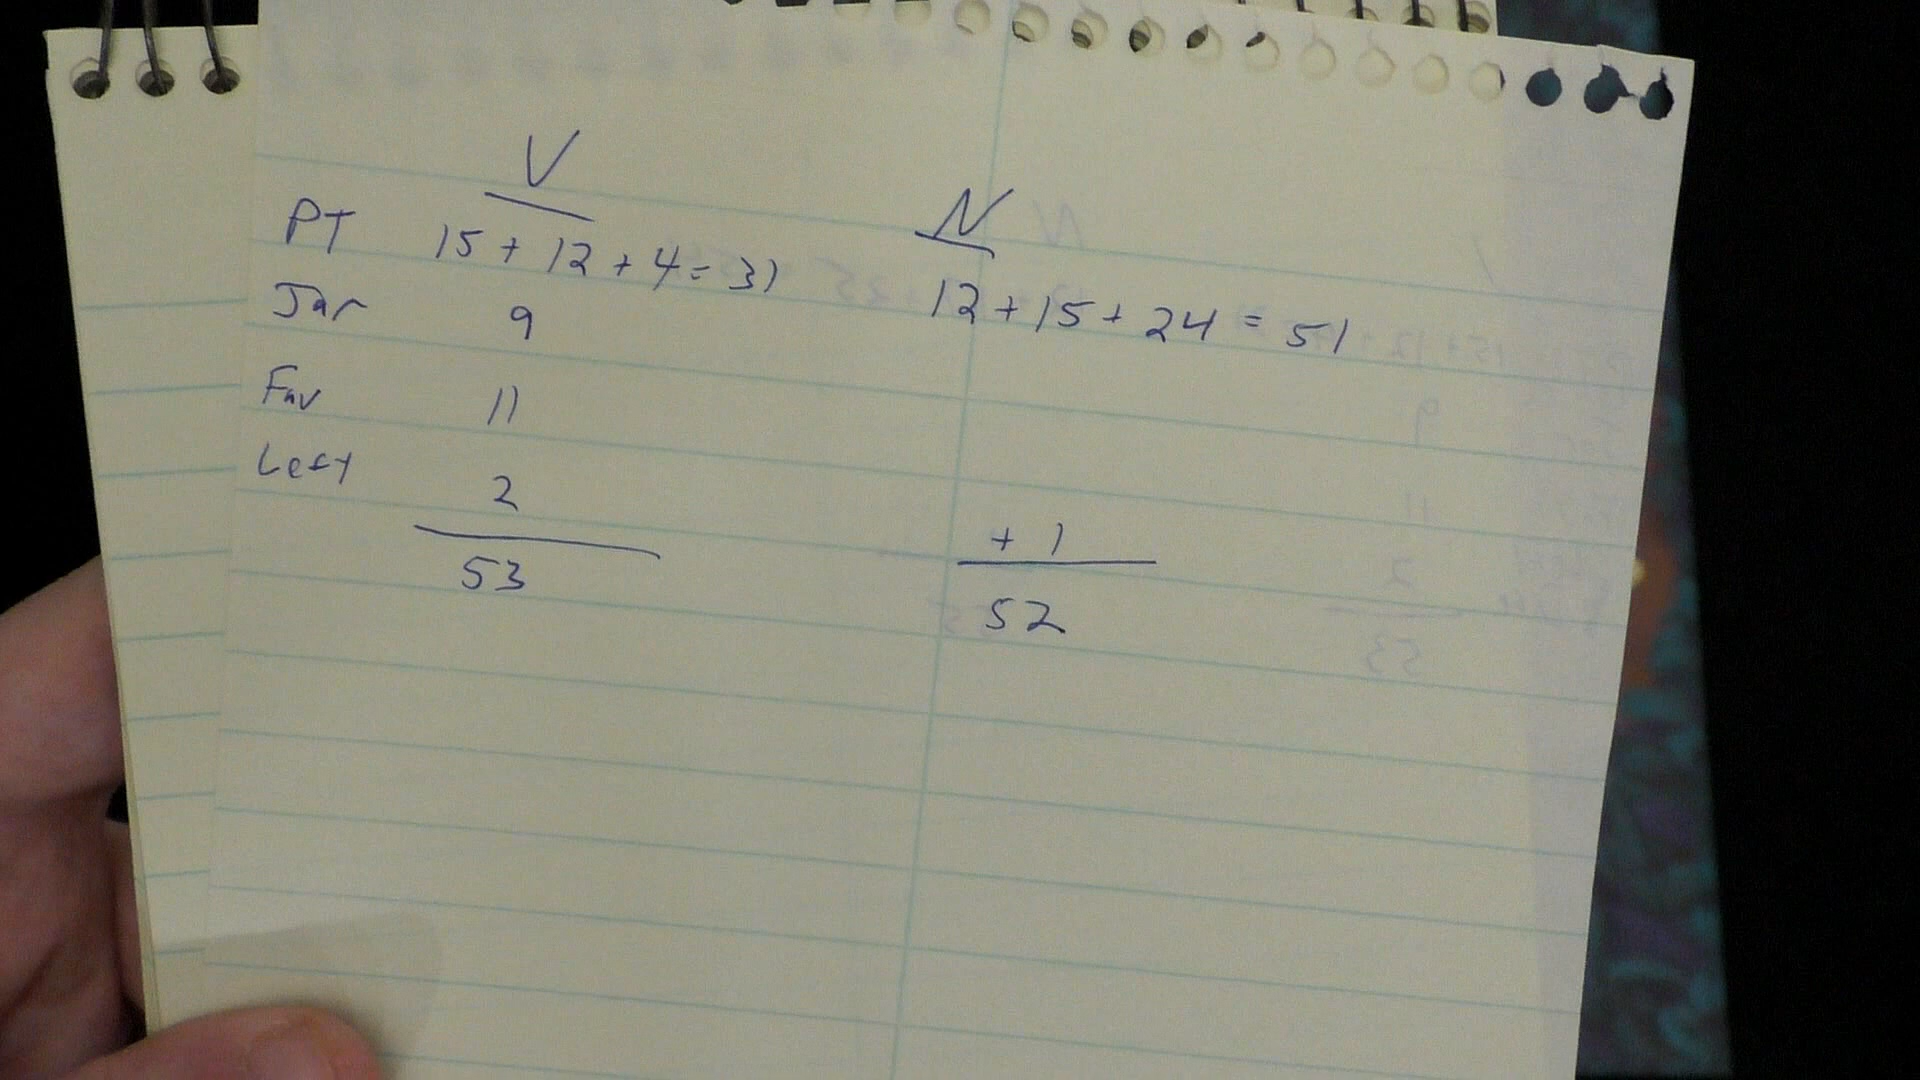 V N
PT 15 + 12 + 4 = 31 12 + 15 + 24 = 51
Jar 9
Fav 11
Left 2 + 1
53 52